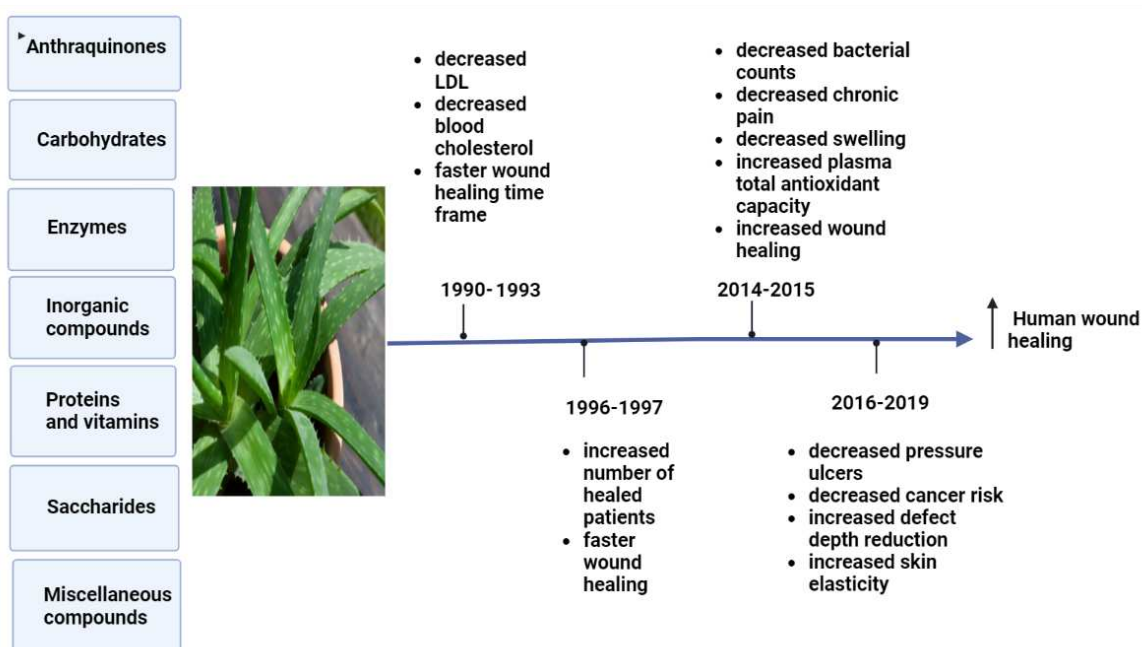 Anthraquinones
Carbohydrates
Enzymes
Inorganic
compounds
Proteins
and vitamins
Saccharides
Miscellaneous
compounds
• decreased
LDL
• decreased
blood
cholesterol
• faster wound
healing time
frame
1990-1993
• increased
number of
healed
patients
• faster
wound
healing
1996-1997
• decreased bacterial
counts
• decreased chronic
pain
• decreased swelling
• increased plasma
total antioxidant
capacity
• increased wound
healing
2014-2015
2016-2019
• decreased pressure
ulcers
• decreased cancer risk
• increased defect
depth reduction
• increased skin
elasticity
Human wound
healing